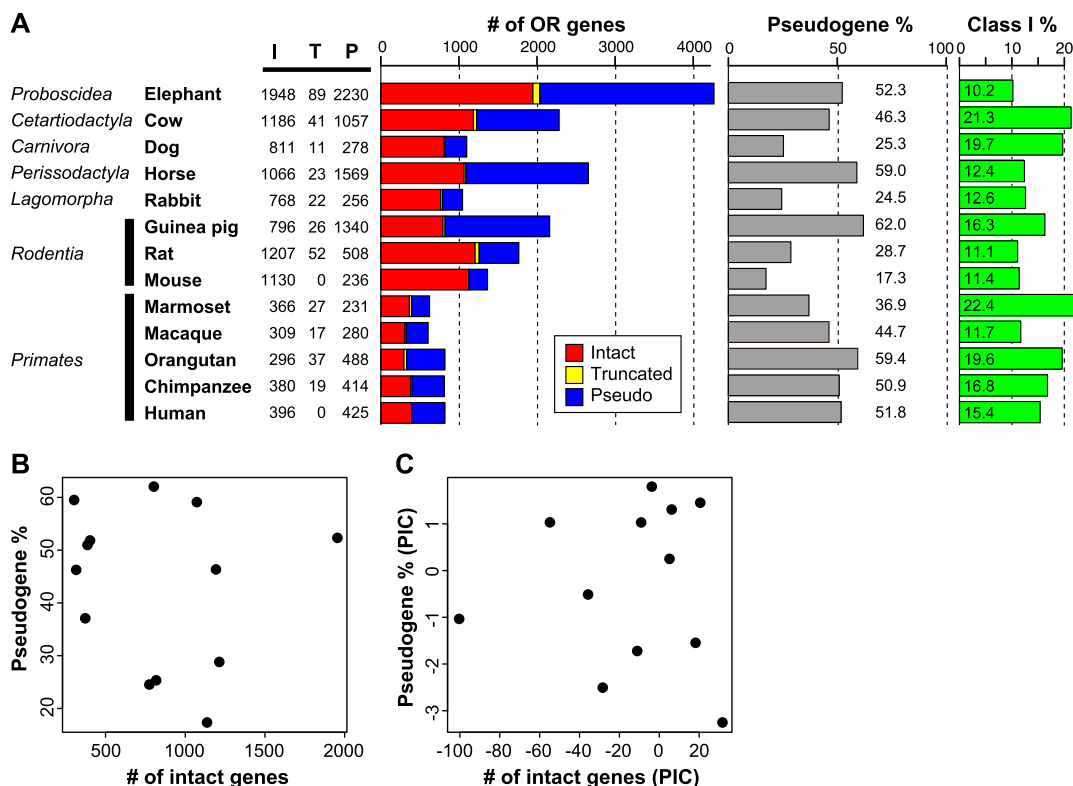 A
# of OR genes
Pseudogene %
Class I %
I T P
0 1000 2000 3000 4000
0 50 100
0 10 20
Proboscidea Elephant 1948 89 2230 52.3 10.2
Cetartiodactyla Cow 1186 41 1057 46.3 21.3
Carnivora Dog 811 11 278 25.3 19.7
Perissodactyla Horse 1066 23 1569 59.0 12.4
Lagomorpha Rabbit 768 22 256 24.5 12.6
Guinea pig 796 26 1340 62.0 16.3
Rodentia Rat 1207 52 508 28.7 11.1
Mouse 1130 0 236 17.3 11.4
Marmoset 366 27 231 36.9 22.4
Macaque 309 17 280 44.7 11.7
Primates Orangutan 296 37 488 59.4 19.6
Chimpanzee 380 19 414 50.9 16.8
Human 396 0 425 51.8 15.4
Intact
Truncated
Pseudo
B
Pseudogene %
60
50
40
30
20
500 1000 1500 2000
# of intact genes
C
Pseudogene % (PIC)
1
0
-1
-2
-3
-100 -80 -60 -40 -20 0 20
# of intact genes (PIC)